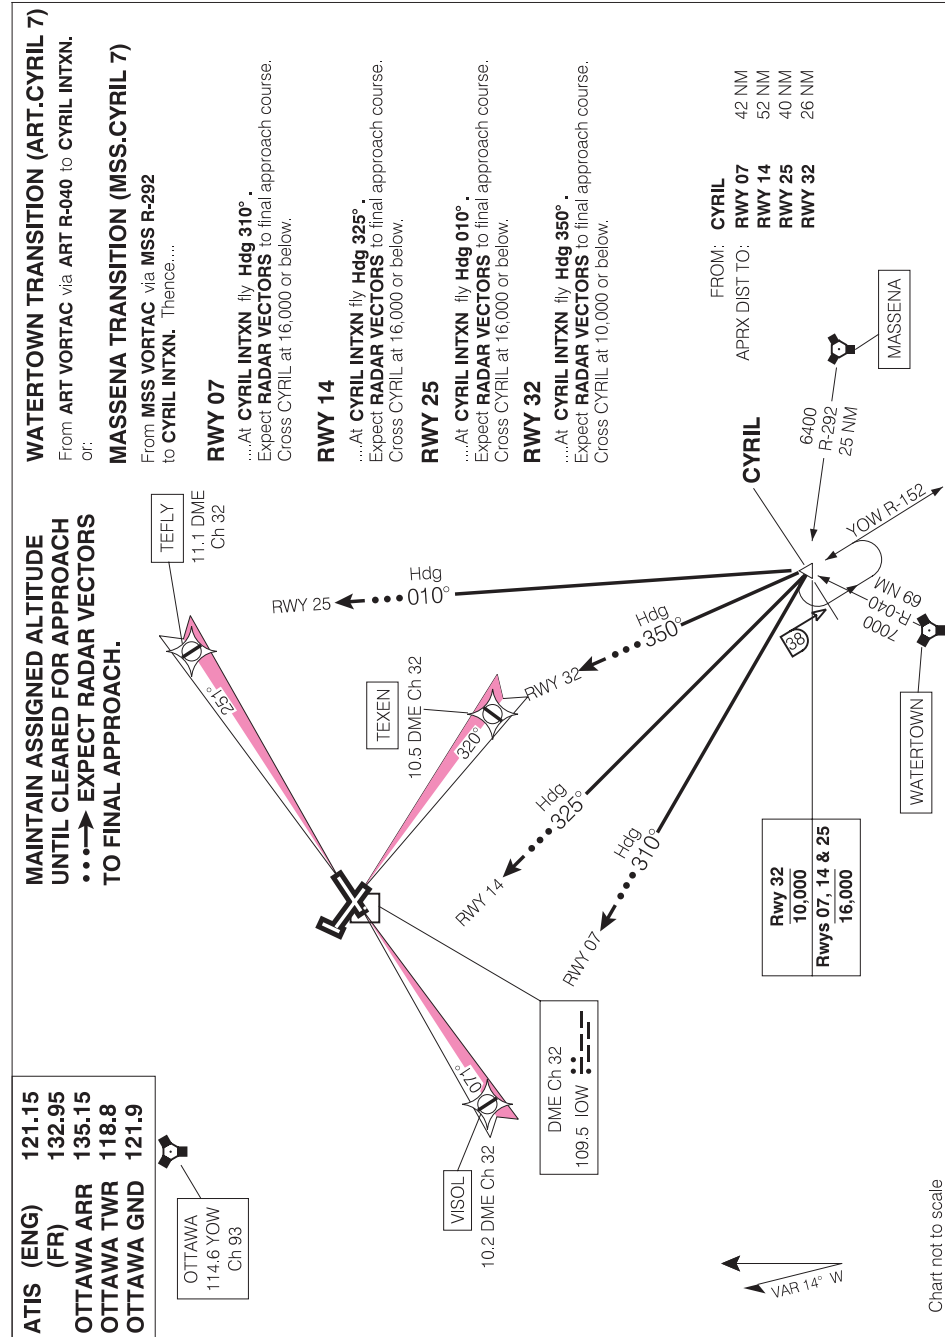 ATIS (ENG) 121.15
(FR) 132.95
OTTAWA ARR 135.15
OTTAWA TWR 118.8
OTTAWA GND 121.9
MAINTAIN ASSIGNED ALTITUDE
UNTIL CLEARED FOR APPROACH
EXPECT RADAR VECTORS
TO FINAL APPROACH.
WATERTOWN TRANSITION (ART.CYRIL 7)
From ART VORTAC via ART R-040 to CYRIL INTXN.
or:
MASSENA TRANSITION (MSS.CYRIL 7)
From MSS VORTAC via MSS R-292
to CYRIL INTXN. Thence....
RWY 07
....At CYRIL INTXN fly Hdg 310°.
Expect RADAR VECTORS to final approach course.
Cross CYRIL at 16,000 or below.
RWY 14
....At CYRIL INTXN fly Hdg 325°.
Expect RADAR VECTORS to final approach course.
Cross CYRIL at 16,000 or below.
RWY 25
....At CYRIL INTXN fly Hdg 010°.
Expect RADAR VECTORS to final approach course.
Cross CYRIL at 16,000 or below.
RWY 32
....At CYRIL INTXN fly Hdg 350°.
Expect RADAR VECTORS to final approach course.
Cross CYRIL at 10,000 or below.
FROM: CYRIL
APRX DIST TO: RWY 07 42 NM
RWY 14 52 NM
RWY 25 40 NM
RWY 32 26 NM
OTTAWA
114.6 YOW
Ch 93
TEFLY
11.1 DME
Ch 32
251°
RWY 25
Hdg
010°
TEXEN
10.5 DME Ch 32
320°
RWY 32
Hdg
350°
RWY 14
Hdg
325°
RWY 07
Hdg
310°
VISOL
10.2 DME Ch 32
071°
DME Ch 32
109.5 IOW
CYRIL
6400
R-292
25 NM
MASSENA
YOW R-152
38
7000
R-040
69 NM
WATERTOWN
Rwy 32
10,000
Rwys 07, 14 & 25
16,000
VAR 14° W
Chart not to scale